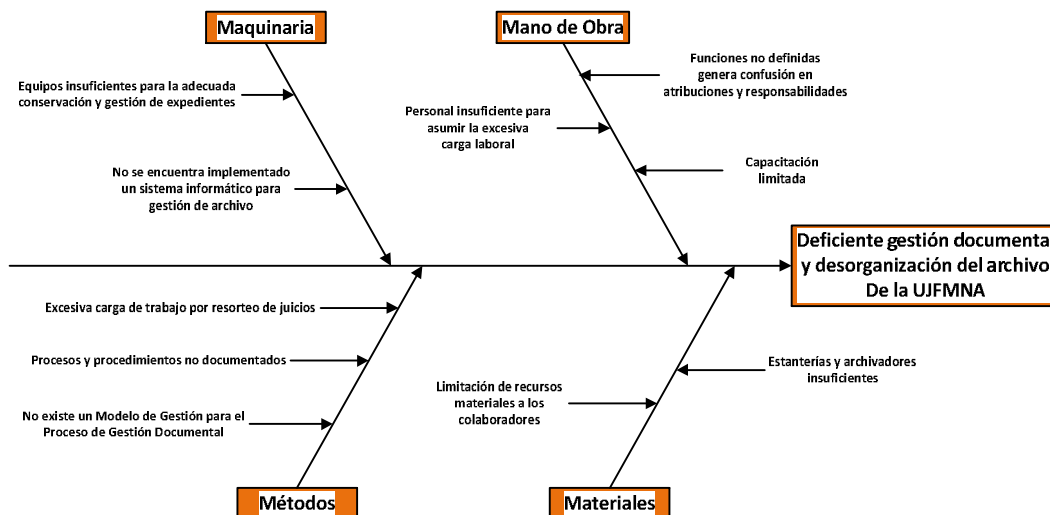 Maquinaria
Mano de Obra
Funciones no definidas
genera confusión en
atribuciones y responsabilidades
Equipos insuficientes para la adecuada
conservación y gestión de expedientes
Personal insuficiente para
asumir la excesiva
carga laboral
No se encuentra implementado
un sistema informático para
gestión de archivo
Capacitación
limitada
Deficiente gestión documenta
y desorganización del archivo
De la UJFMNA
Excesiva carga de trabajo por resorteo de juicios
Procesos y procedimientos no documentados
No existe un Modelo de Gestión para el
Proceso de Gestión Documental
Estanterías y archivadores
insuficientes
Limitación de recursos
materiales a los
colaboradores
Métodos
Materiales